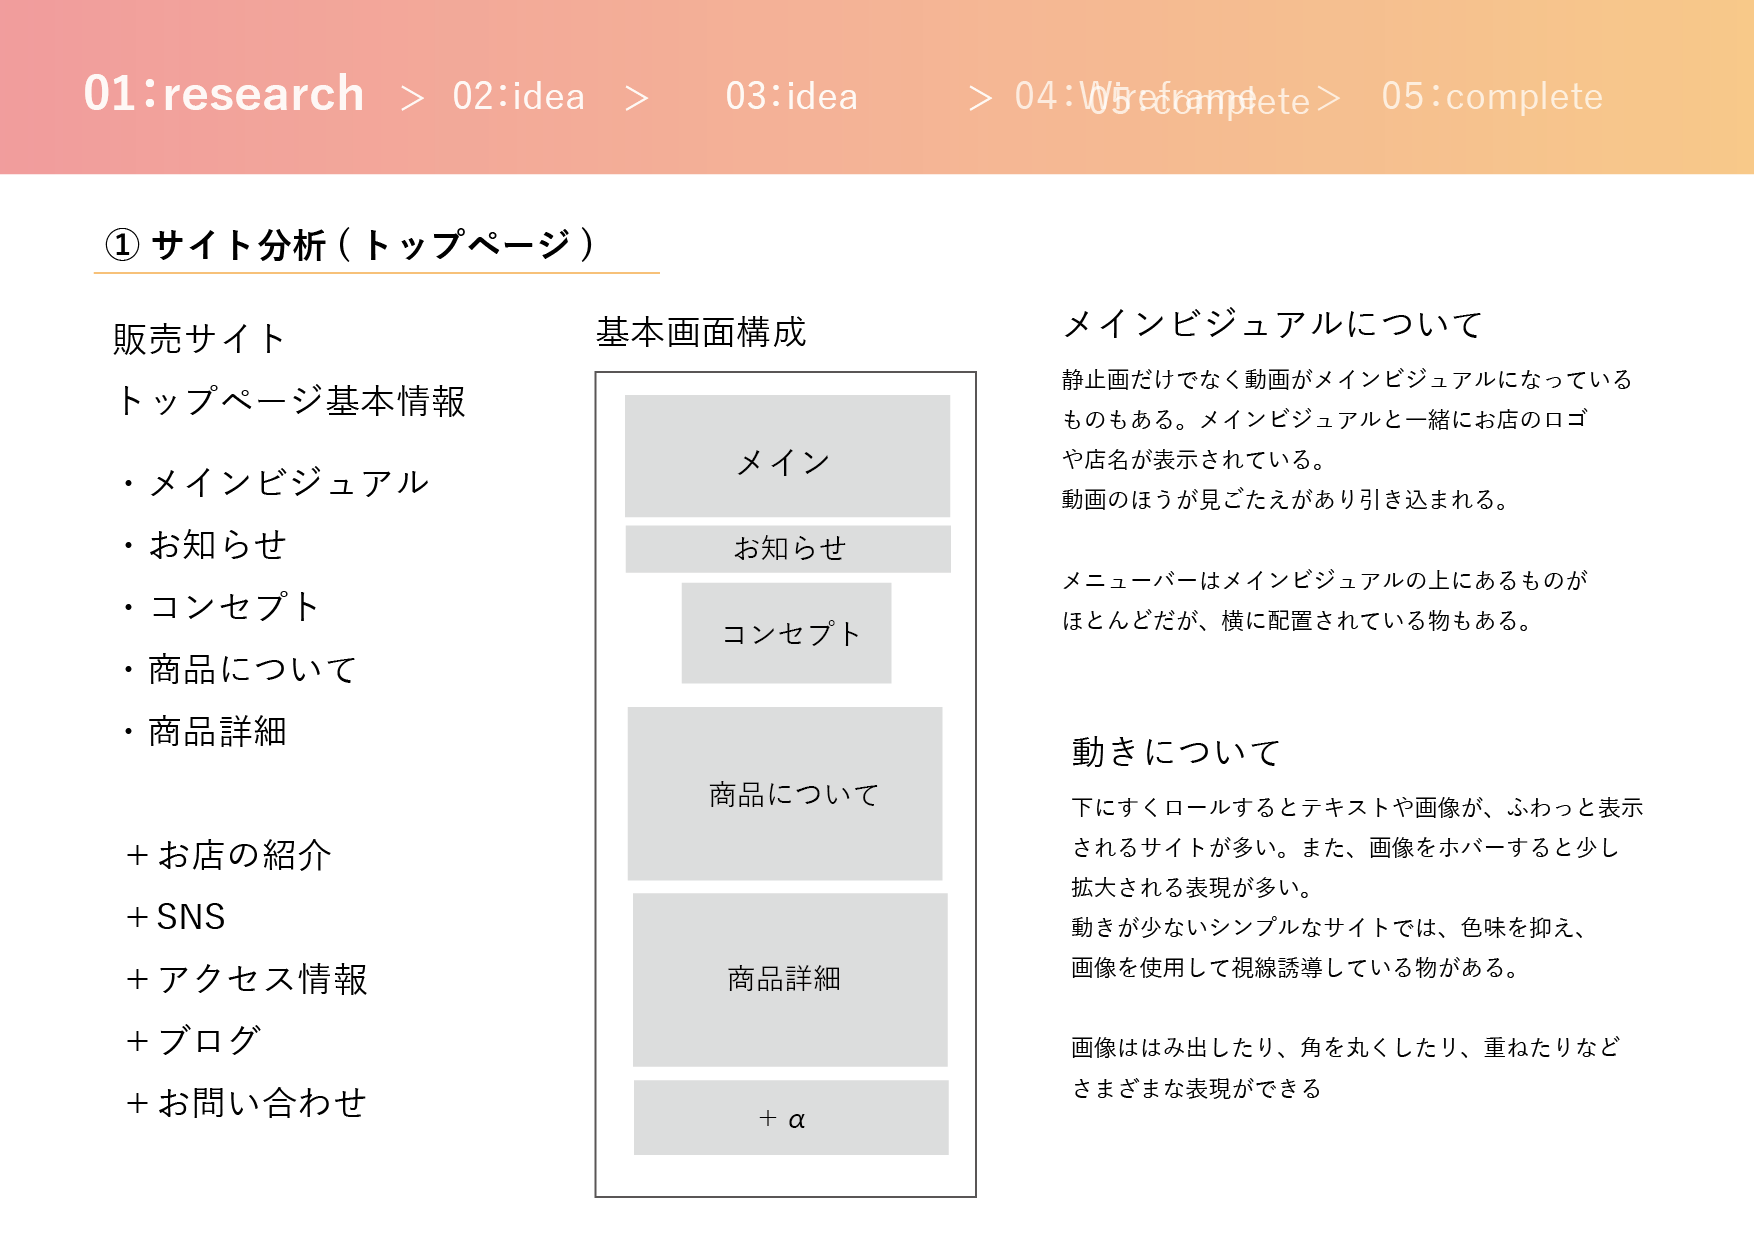 01:research > 02:idea > 03:idea > 04:Wireframe 05:complete > 05:complete
① サイト分析 ( トップページ )
販売サイト
トップページ基本情報
・メインビジュアル
・お知らせ
・コンセプト
・商品について
・商品詳細
＋お店の紹介
＋SNS
＋アクセス情報
＋ブログ
＋お問い合わせ
基本画面構成
メイン
お知らせ
コンセプト
商品について
商品詳細
＋ α
メインビジュアルについて
静止画だけでなく動画がメインビジュアルになっている
ものもある。メインビジュアルと一緒にお店のロゴ
や店名が表示されている。
動画のほうが見ごたえがあり引き込まれる。
メニューバーはメインビジュアルの上にあるものが
ほとんどだが、横に配置されている物もある。
動きについて
下にすくロールするとテキストや画像が、ふわっと表示
されるサイトが多い。また、画像をホバーすると少し
拡大される表現が多い。
動きが少ないシンプルなサイトでは、色味を抑え、
画像を使用して視線誘導している物がある。
画像ははみ出したり、角を丸くしたり、重ねたりなど
さまざまな表現ができる